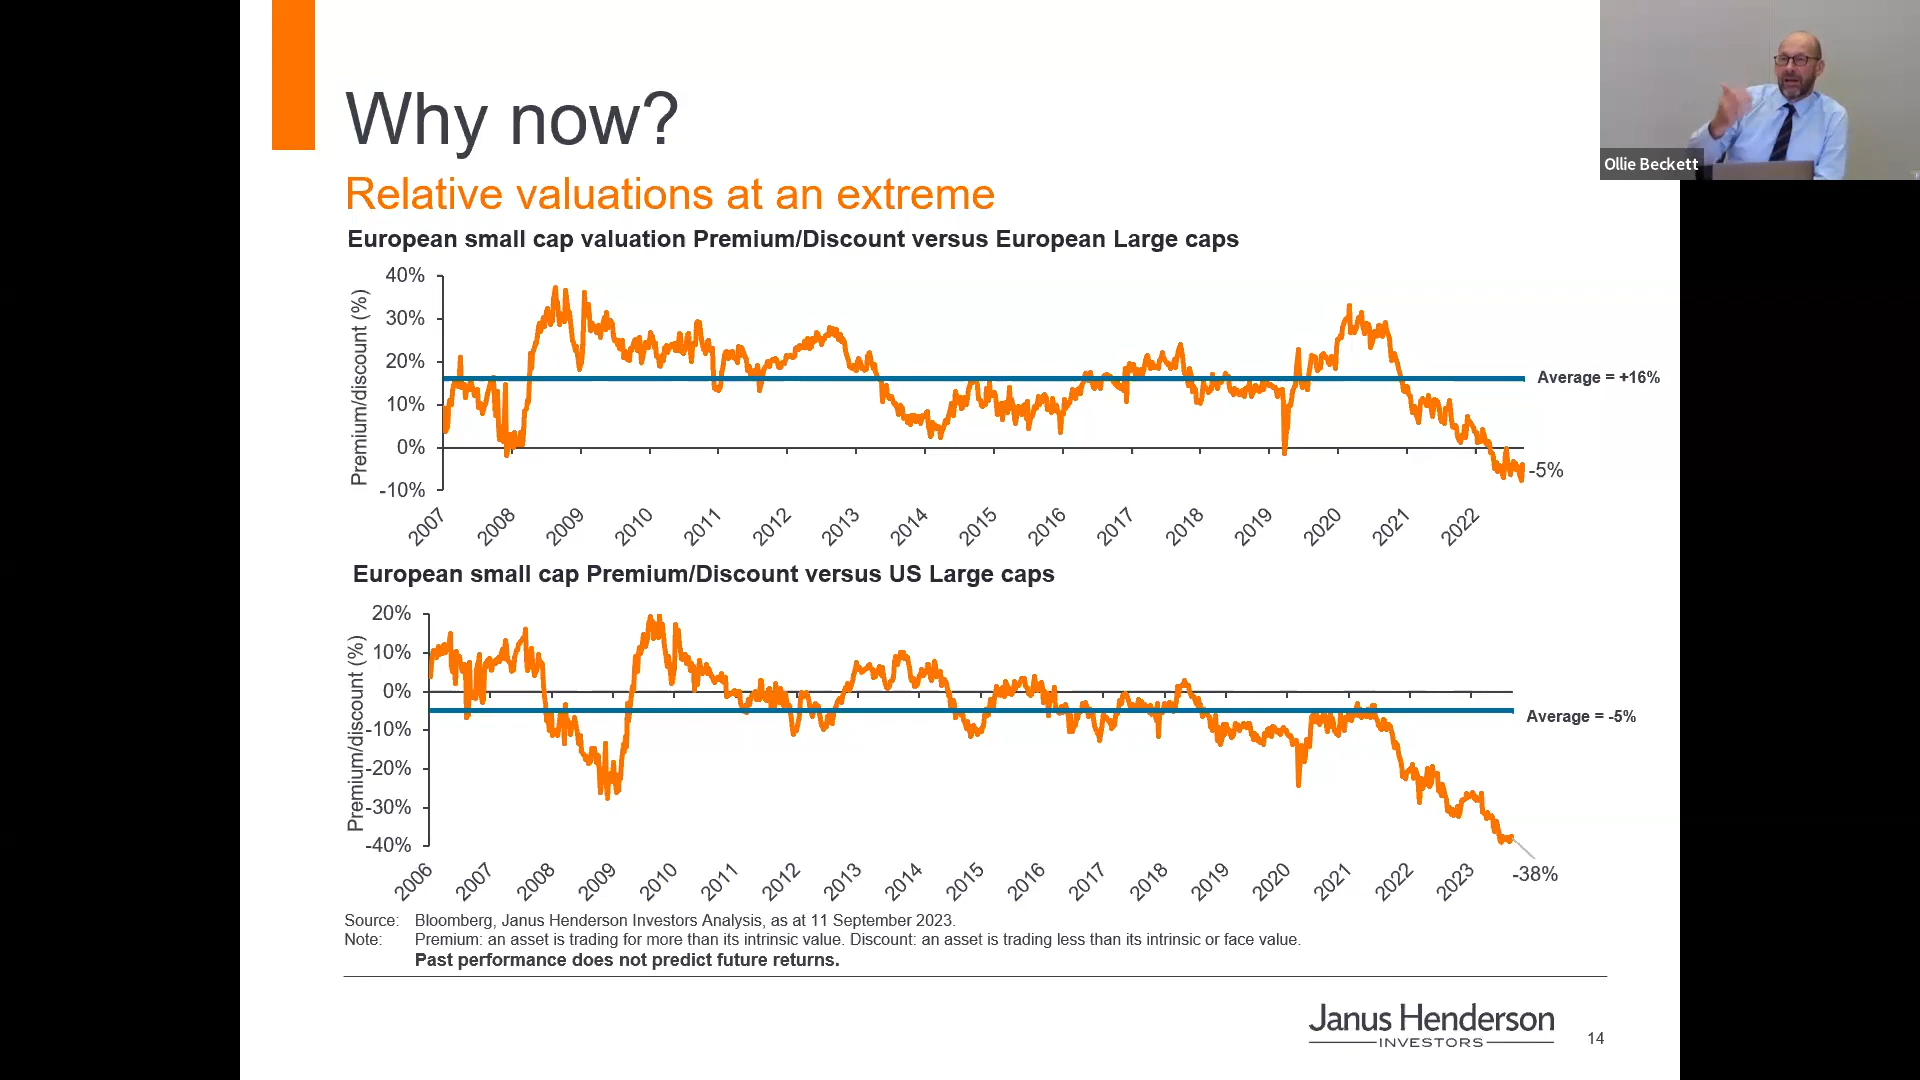 Why now?
Ollie Beckett
Relative valuations at an extreme
European small cap valuation Premium/Discount versus European Large caps
Premium/discount (%)
40%
30%
20%
10%
0%
-10%
Average = +16%
-5%
2007 2008 2009 2010 2011 2012 2013 2014 2015 2016 2017 2018 2019 2020 2021 2022
European small cap Premium/Discount versus US Large caps
Premium/discount (%)
20%
10%
0%
-10%
-20%
-30%
-40%
Average = -5%
-38%
2006 2007 2008 2009 2010 2011 2012 2013 2014 2015 2016 2017 2018 2019 2020 2021 2022 2023
Source: Bloomberg, Janus Henderson Investors Analysis, as at 11 September 2023.
Note: Premium: an asset is trading for more than its intrinsic value. Discount: an asset is trading less than its intrinsic or face value.
Past performance does not predict future returns.
Janus Henderson
INVESTORS
14